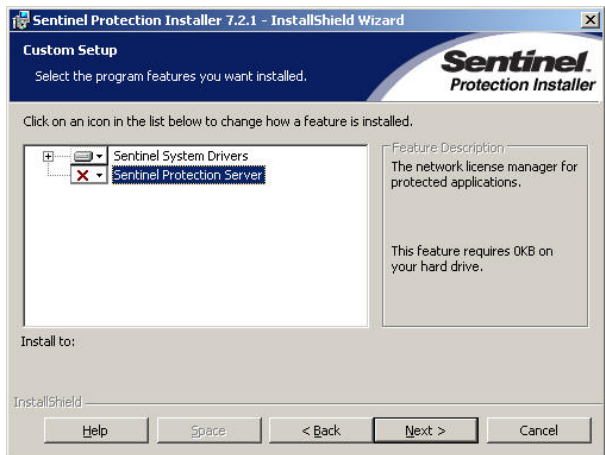 Sentinel Protection Installer 7.2.1 - InstallShield Wizard
Custom Setup
Select the program features you want installed.
Sentinel.
Protection Installer
Click on an icon in the list below to change how a feature is installed.
Sentinel System Drivers
Sentinel Protection Server
Feature Description
The network license manager for
protected applications.
This feature requires 0KB on
your hard drive.
Install to:
InstallShield
Help
Space
< Back
Next >
Cancel